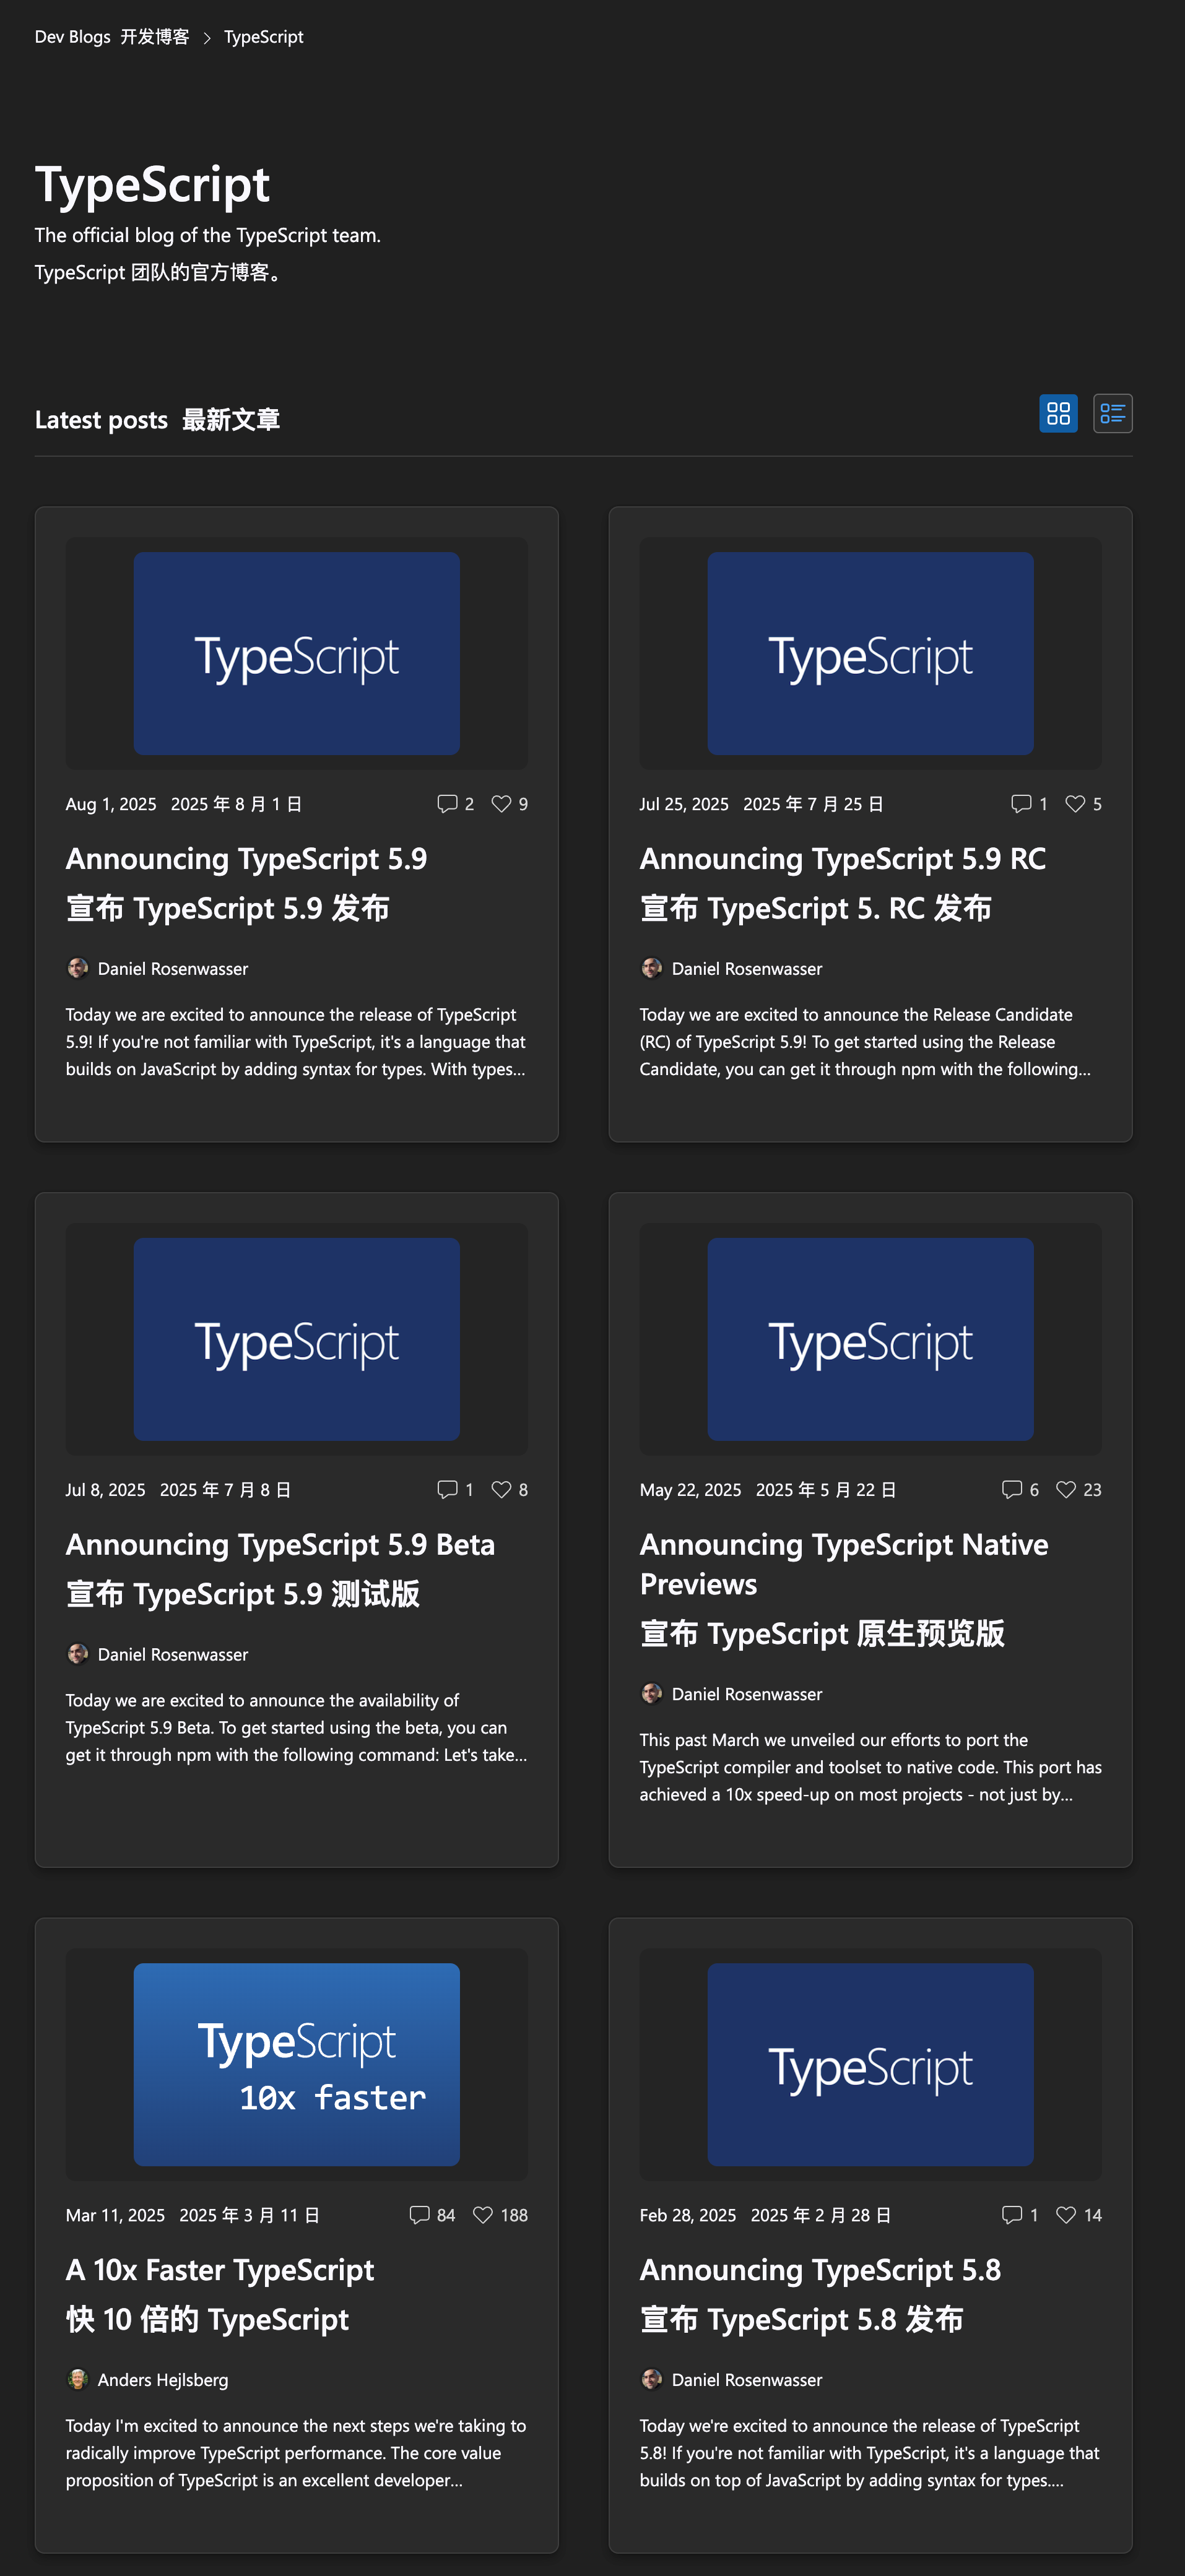 Dev Blogs 开发博客 > TypeScript
TypeScript
The official blog of the TypeScript team.
TypeScript 团队的官方博客。
Latest posts 最新文章
TypeScript
Aug 1, 2025 2025 年 8 月 1 日 2 9
Announcing TypeScript 5.9
宣布 TypeScript 5.9 发布
Daniel Rosenwasser
Today we are excited to announce the release of TypeScript
5.9! If you're not familiar with TypeScript, it's a language that
builds on JavaScript by adding syntax for types. With types...
TypeScript
Jul 25, 2025 2025 年 7 月 25 日 1 5
Announcing TypeScript 5.9 RC
宣布 TypeScript 5. RC 发布
Daniel Rosenwasser
Today we are excited to announce the Release Candidate
(RC) of TypeScript 5.9! To get started using the Release
Candidate, you can get it through npm with the following...
TypeScript
Jul 8, 2025 2025 年 7 月 8 日 1 8
Announcing TypeScript 5.9 Beta
宣布 TypeScript 5.9 测试版
Daniel Rosenwasser
Today we are excited to announce the availability of
TypeScript 5.9 Beta. To get started using the beta, you can
get it through npm with the following command: Let's take...
TypeScript
May 22, 2025 2025 年 5 月 22 日 6 23
Announcing TypeScript Native
Previews
宣布 TypeScript 原生预览版
Daniel Rosenwasser
This past March we unveiled our efforts to port the
TypeScript compiler and toolset to native code. This port has
achieved a 10x speed-up on most projects - not just by...
TypeScript
10x faster
Mar 11, 2025 2025 年 3 月 11 日 84 188
A 10x Faster TypeScript
快 10 倍的 TypeScript
Anders Hejlsberg
Today I'm excited to announce the next steps we're taking to
radically improve TypeScript performance. The core value
proposition of TypeScript is an excellent developer...
TypeScript
Feb 28, 2025 2025 年 2 月 28 日 1 14
Announcing TypeScript 5.8
宣布 TypeScript 5.8 发布
Daniel Rosenwasser
Today we're excited to announce the release of TypeScript
5.8! If you're not familiar with TypeScript, it's a language that
builds on top of JavaScript by adding syntax for types....